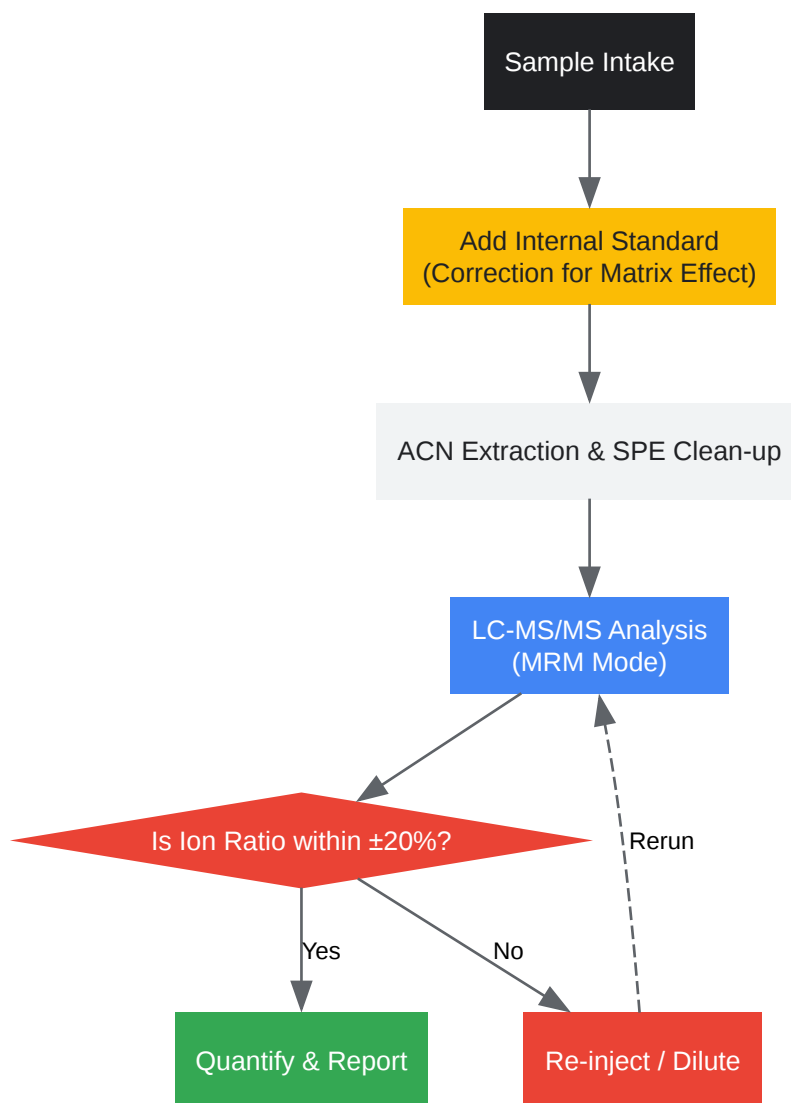 Sample Intake
Add Internal Standard
(Correction for Matrix Effect)
ACN Extraction & SPE Clean-up
LC-MS/MS Analysis
(MRM Mode)
Is Ion Ratio within ±20%?
Rerun
Yes
No
Quantify & Report
Re-inject / Dilute